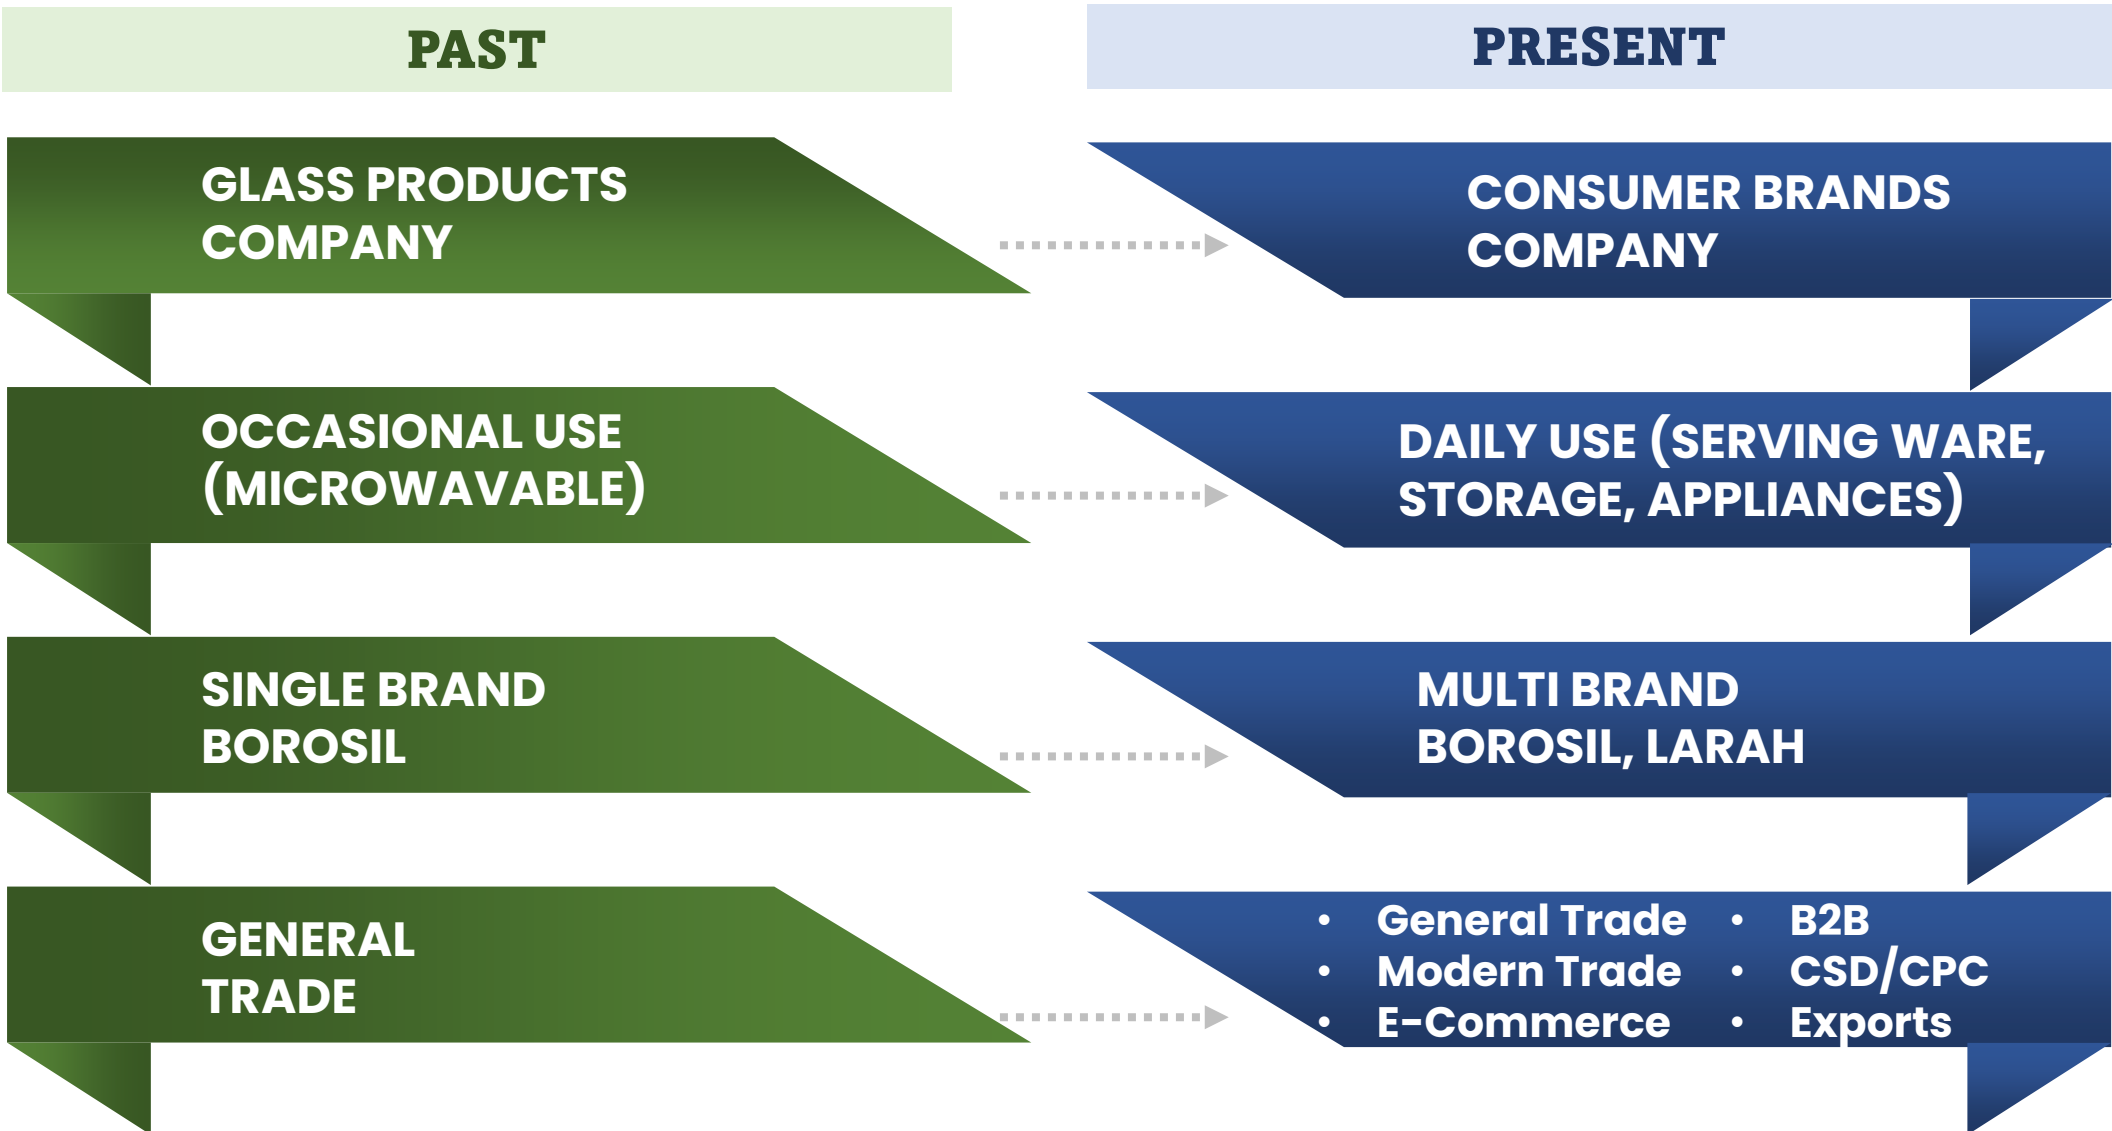 PAST
PRESENT
GLASS PRODUCTS
COMPANY
CONSUMER BRANDS
COMPANY
OCCASIONAL USE
(MICROWAVABLE)
DAILY USE (SERVING WARE,
STORAGE, APPLIANCES)
SINGLE BRAND
BOROSIL
MULTI BRAND
BOROSIL, LARAH
GENERAL
TRADE
• General Trade
• Modern Trade
• E-Commerce
• B2B
• CSD/CPC
• Exports